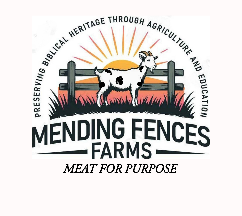 PRESERVING BIBLICAL HERITAGE THROUGH AGRICULTURE AND EDUCATION
MENDING FENCES
FARMS
MEAT FOR PURPOSE